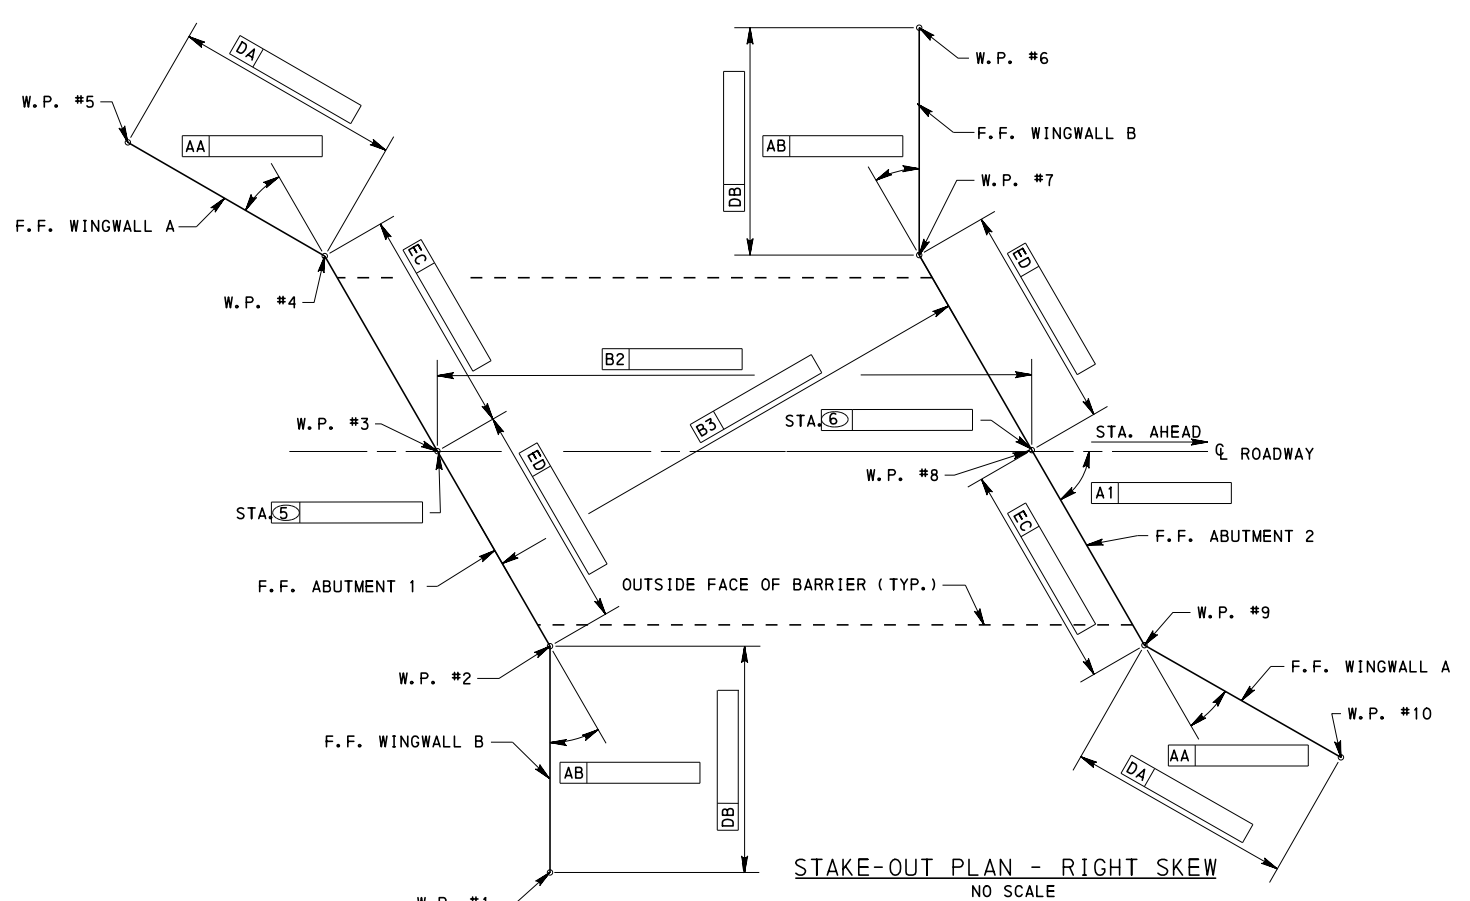 DA
W.P. #6
W.P. #5
F.F. WINGWALL B
AA
AB
DB
W.P. #7
F.F. WINGWALL A
EC
ED
W.P. #4
B2
B3
W.P. #3
STA. 6
STA. AHEAD
℄ ROADWAY
ED
W.P. #8
A1
STA. 5
EC
F.F. ABUTMENT 2
F.F. ABUTMENT 1
OUTSIDE FACE OF BARRIER (TYP.)
W.P. #9
W.P. #2
F.F. WINGWALL A
W.P. #10
F.F. WINGWALL B
AA
AB
DA
DB
STAKE-OUT PLAN - RIGHT SKEW
NO SCALE
W.P. #1